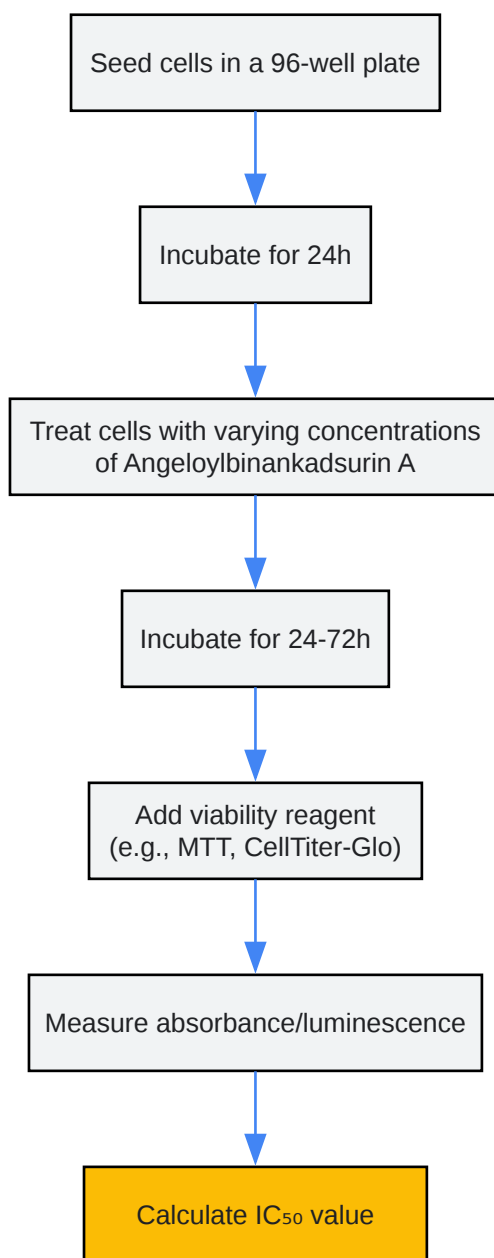 Seed cells in a 96-well plate
Incubate for 24h
Treat cells with varying concentrations
of Angeloylbinankadsurin A
Incubate for 24-72h
Add viability reagent
(e.g., MTT, CellTiter-Glo)
Measure absorbance/luminescence
Calculate IC₅₀ value